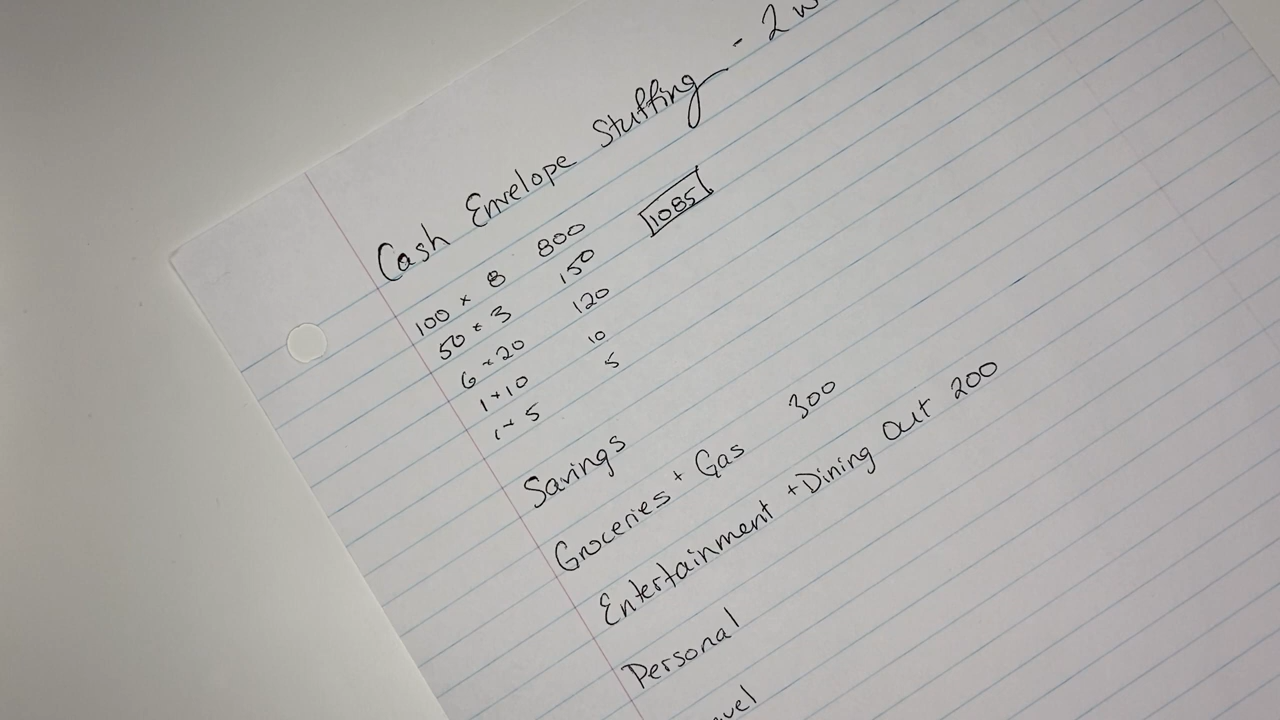 Cash Envelope Stuffing - 2
100 x 8 800 1085
50 x 3 150
6 x 20 120
1 x 10 10
1 x 5 5
Savings
Groceries + Gas 300
Entertainment + Dining Out 200
Personal